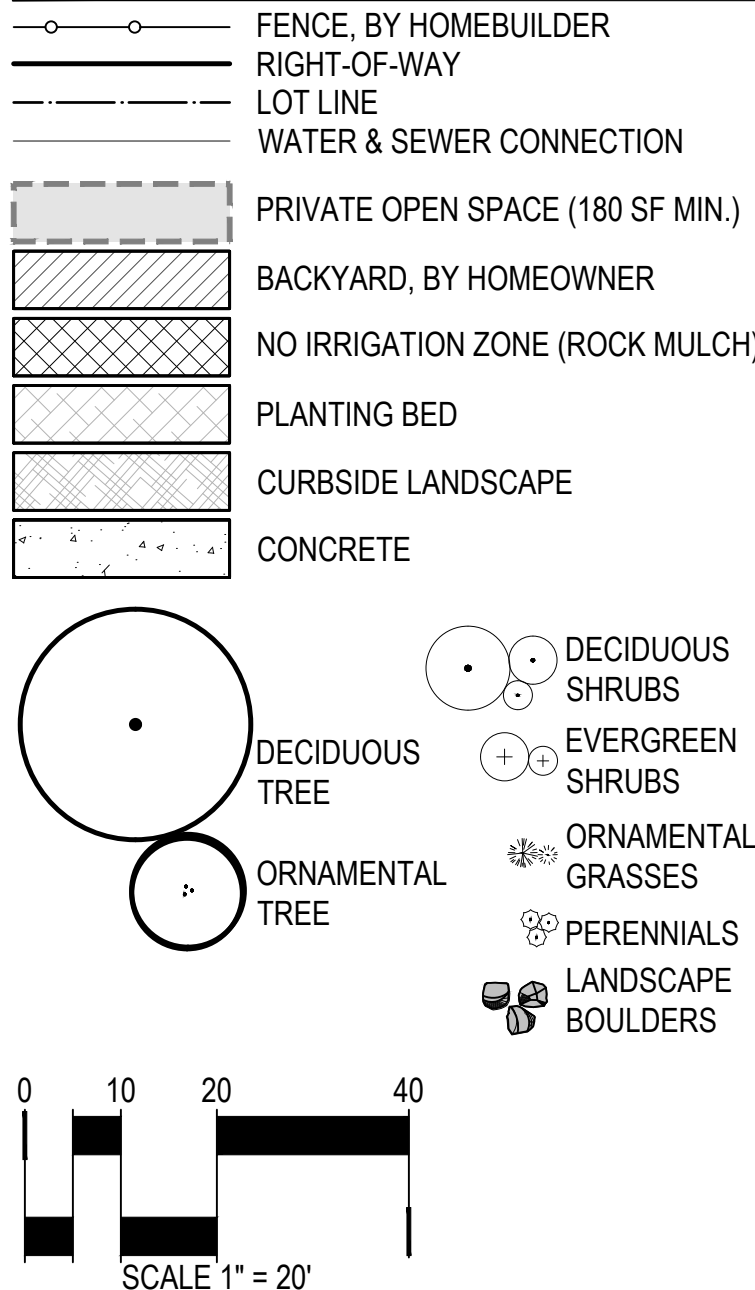 FENCE, BY HOMEBUILDER
RIGHT-OF-WAY
LOT LINE
WATER & SEWER CONNECTION
PRIVATE OPEN SPACE (180 SF MIN.)
BACKYARD, BY HOMEOWNER
NO IRRIGATION ZONE (ROCK MULCH)
PLANTING BED
CURBSIDE LANDSCAPE
CONCRETE
DECIDUOUS
TREE
ORNAMENTAL
TREE
DECIDUOUS
SHRUBS
EVERGREEN
SHRUBS
ORNAMENTAL
GRASSES
PERENNIALS
LANDSCAPE
BOULDERS
0 10 20 40
SCALE 1" = 20'